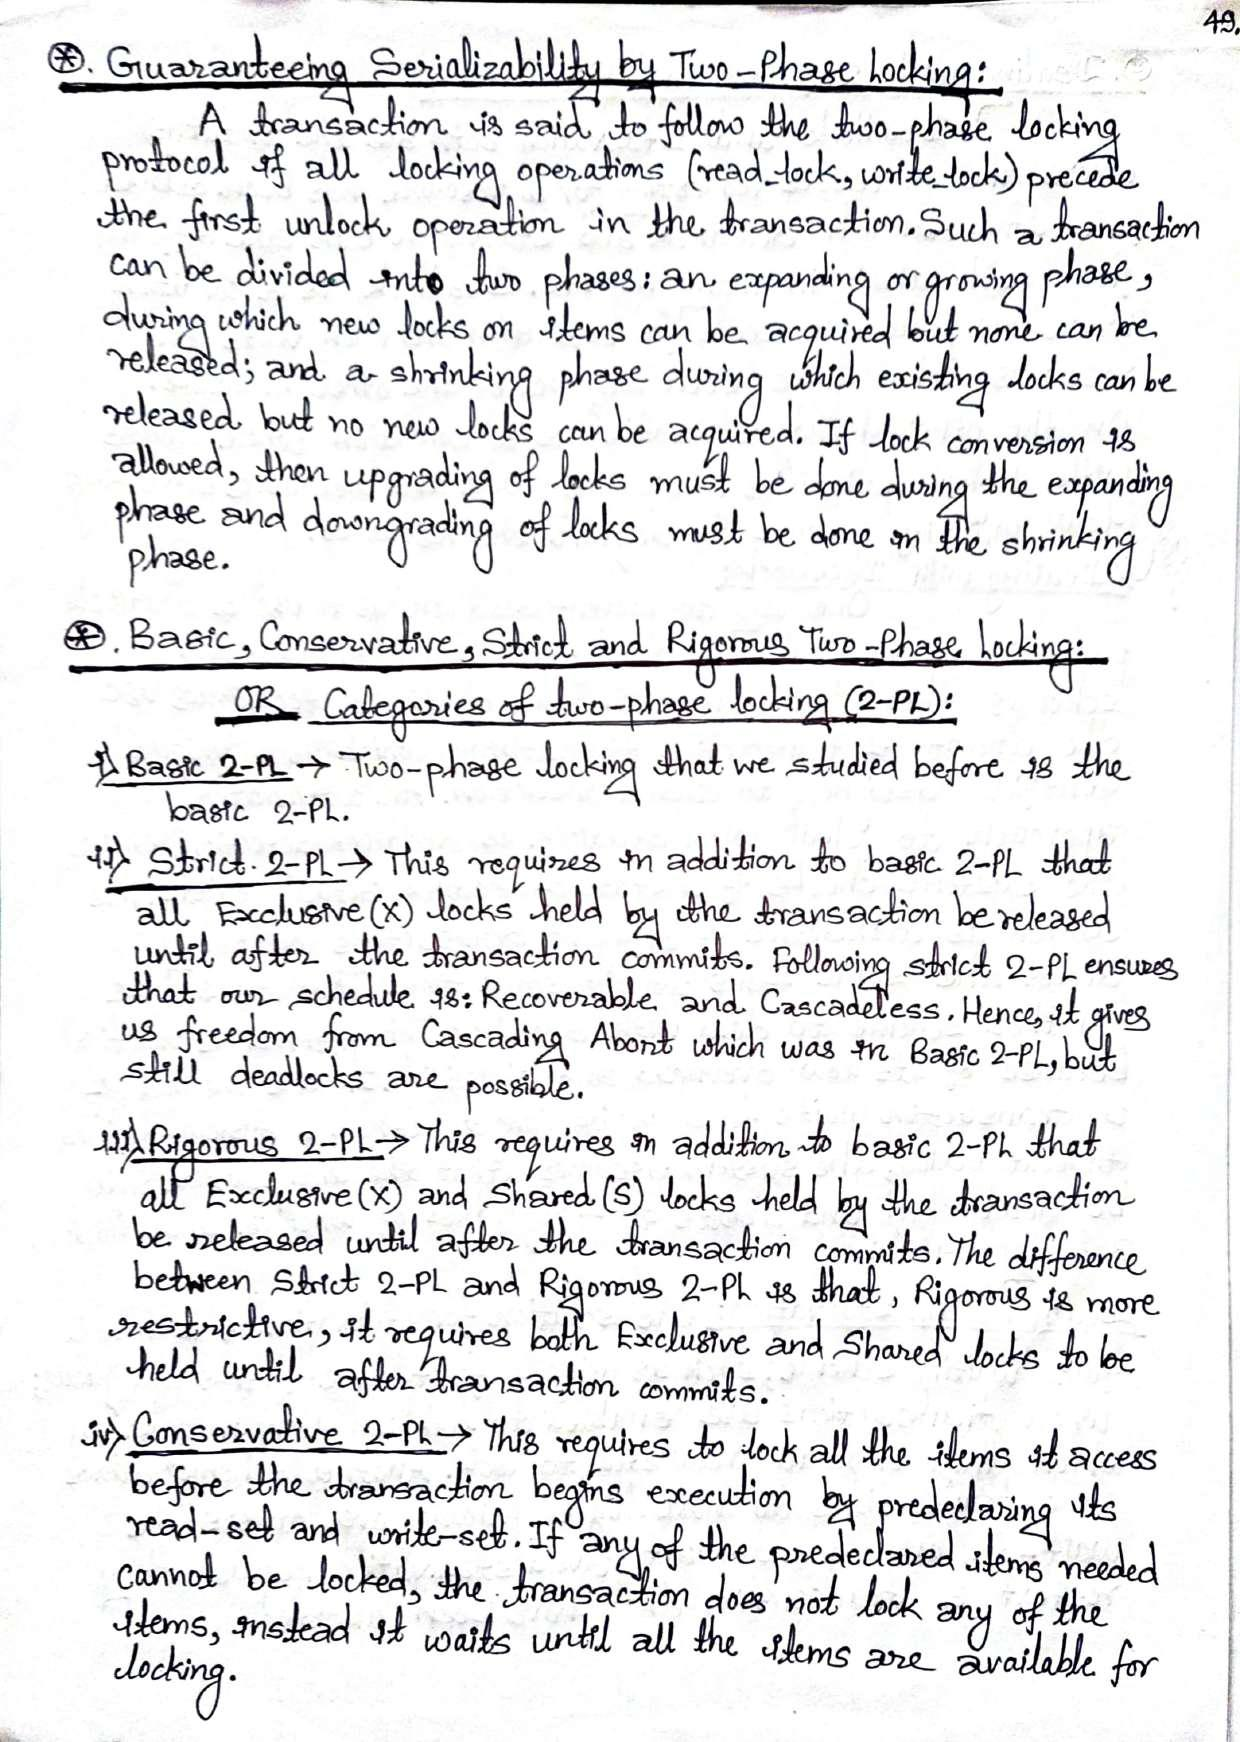 49.
⊛. Guaranteeing Serializability by Two-Phase Locking:
A transaction is said to follow the two-phase locking
protocol if all locking operations (read_lock, write_lock) precede
the first unlock operation in the transaction. Such a transaction
can be divided into two phases: an expanding or growing phase,
during which new locks on items can be acquired but none can be
released; and a shrinking phase during which existing locks can be
released but no new locks can be acquired. If lock conversion is
allowed, then upgrading of locks must be done during the expanding
phase and downgrading of locks must be done in the shrinking
phase.
⊛. Basic, Conservative, Strict and Rigorous Two-Phase Locking:
OR Categories of two-phase locking (2-PL):
i) Basic 2-PL → Two-phase locking that we studied before is the
basic 2-PL.
ii) Strict 2-PL → This requires in addition to basic 2-PL that
all Exclusive (X) locks held by the transaction be released
until after the transaction commits. Following strict 2-PL ensures
that our schedule is: Recoverable and Cascadeless. Hence, it gives
us freedom from Cascading Abort which was in Basic 2-PL, but
still deadlocks are possible.
iii) Rigorous 2-PL → This requires in addition to basic 2-PL that
all Exclusive (X) and Shared (S) locks held by the transaction
be released until after the transaction commits. The difference
between Strict 2-PL and Rigorous 2-PL is that, Rigorous is more
restrictive, it requires both Exclusive and Shared locks to be
held until after transaction commits.
iv) Conservative 2-PL → This requires to lock all the items it access
before the transaction begins execution by predeclaring its
read-set and write-set. If any of the predeclared items needed
cannot be locked, the transaction does not lock any of the
items, instead it waits until all the items are available for
locking.